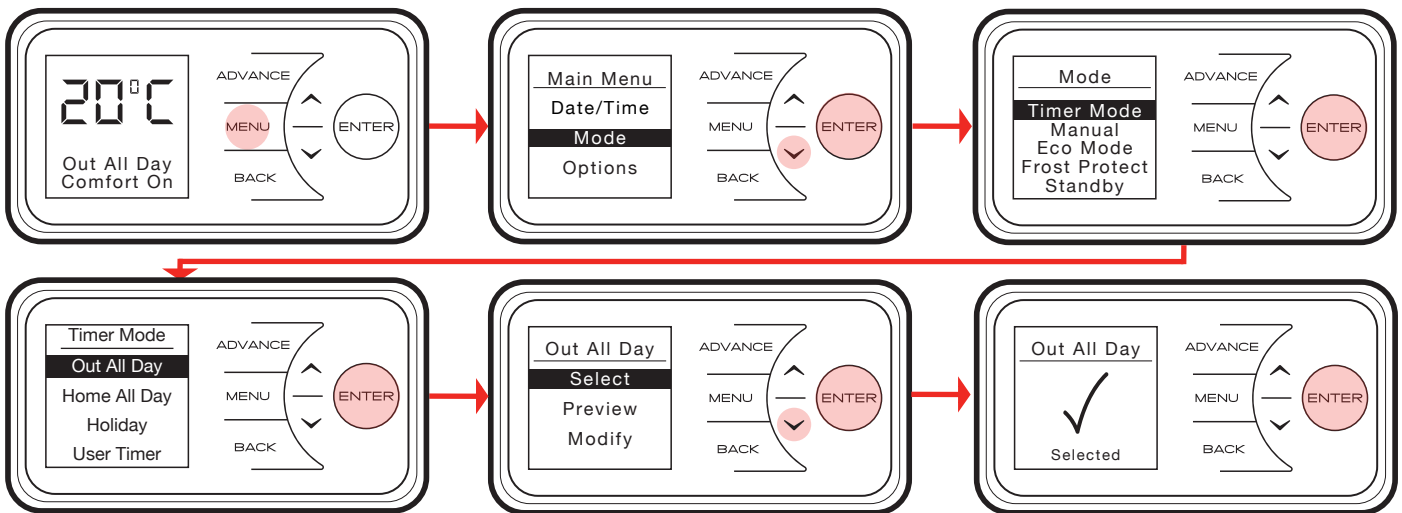 20°C
Out All Day
Comfort On
ADVANCE
MENU
BACK
ENTER
Main Menu
Date/Time
Mode
Options
ADVANCE
MENU
BACK
ENTER
Mode
Timer Mode
Manual
Eco Mode
Frost Protect
Standby
ADVANCE
MENU
BACK
ENTER
Timer Mode
Out All Day
Home All Day
Holiday
User Timer
ADVANCE
MENU
BACK
ENTER
Out All Day
Select
Preview
Modify
ADVANCE
MENU
BACK
ENTER
Out All Day
Selected
ADVANCE
MENU
BACK
ENTER